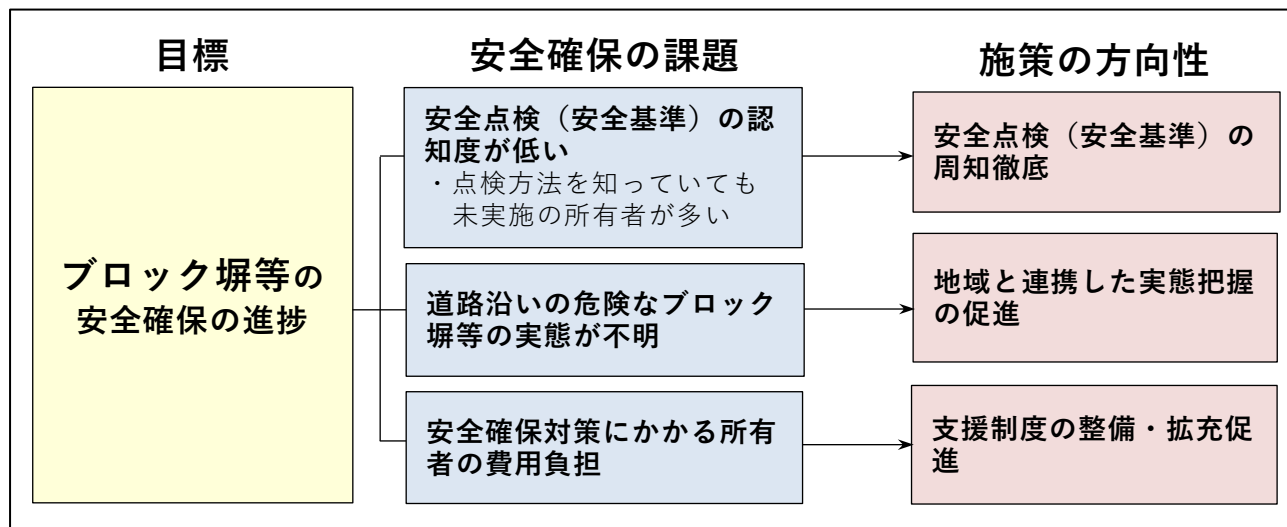 目標
安全確保の課題
施策の方向性
ブロック塀等の
安全確保の進捗
安全点検（安全基準）の認
知度が低い
・点検方法を知っていても
未実施の所有者が多い
安全点検（安全基準）の
周知徹底
道路沿いの危険なブロック
塀等の実態が不明
地域と連携した実態把握
の促進
安全確保対策にかかる所有
者の費用負担
支援制度の整備・拡充促
進